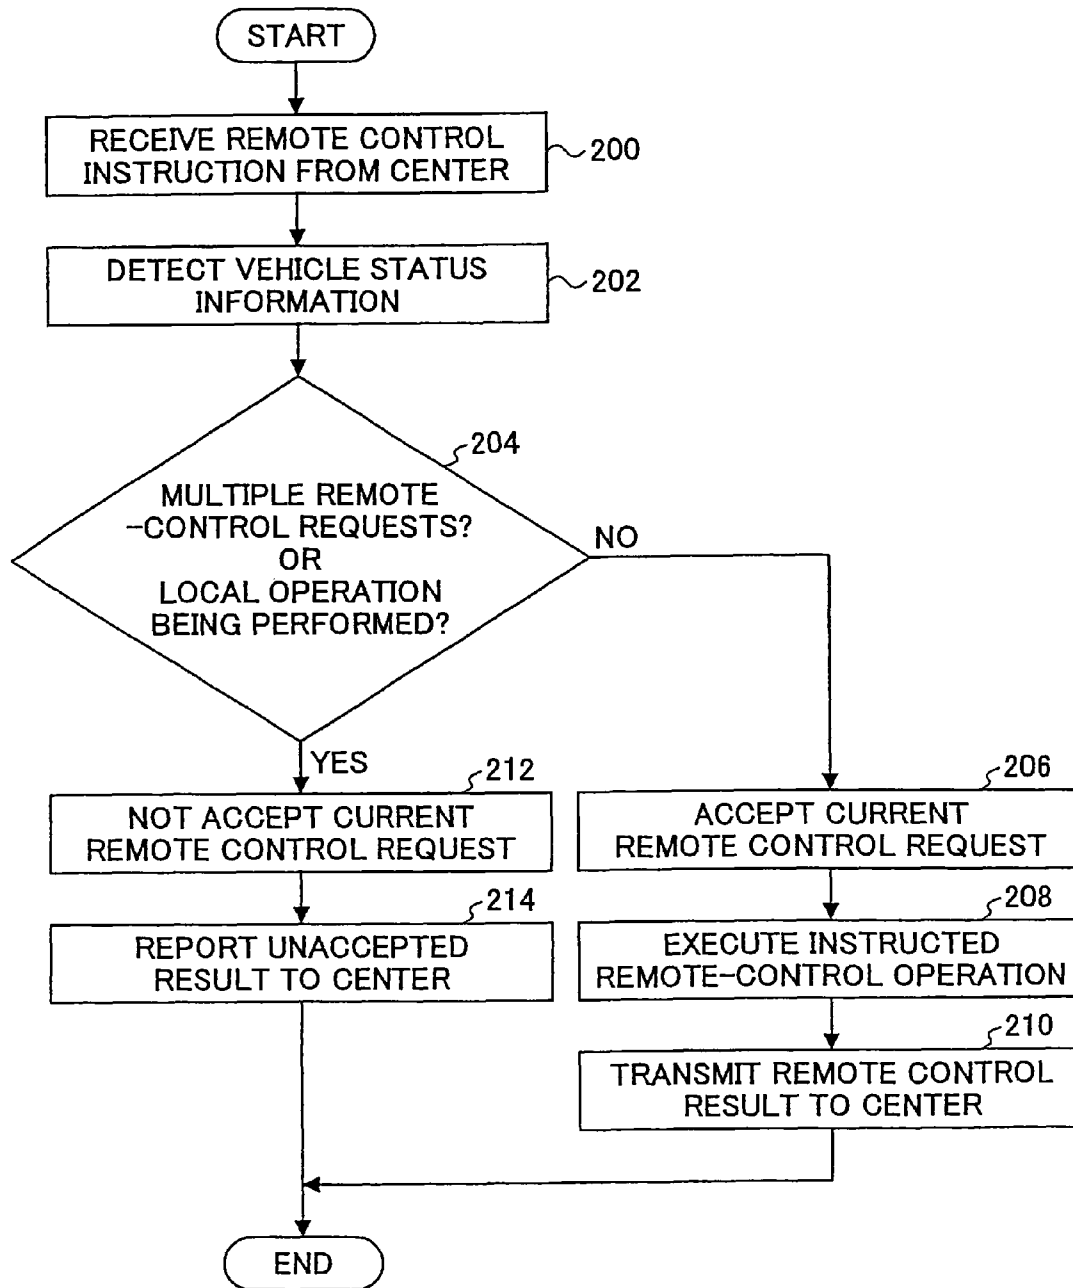 START
RECEIVE REMOTE CONTROL
INSTRUCTION FROM CENTER
200
DETECT VEHICLE STATUS
INFORMATION
202
204
MULTIPLE REMOTE
-CONTROL REQUESTS?
OR
LOCAL OPERATION
BEING PERFORMED?
NO
YES
212
NOT ACCEPT CURRENT
REMOTE CONTROL REQUEST
214
REPORT UNACCEPTED
RESULT TO CENTER
206
ACCEPT CURRENT
REMOTE CONTROL REQUEST
208
EXECUTE INSTRUCTED
REMOTE-CONTROL OPERATION
210
TRANSMIT REMOTE CONTROL
RESULT TO CENTER
END